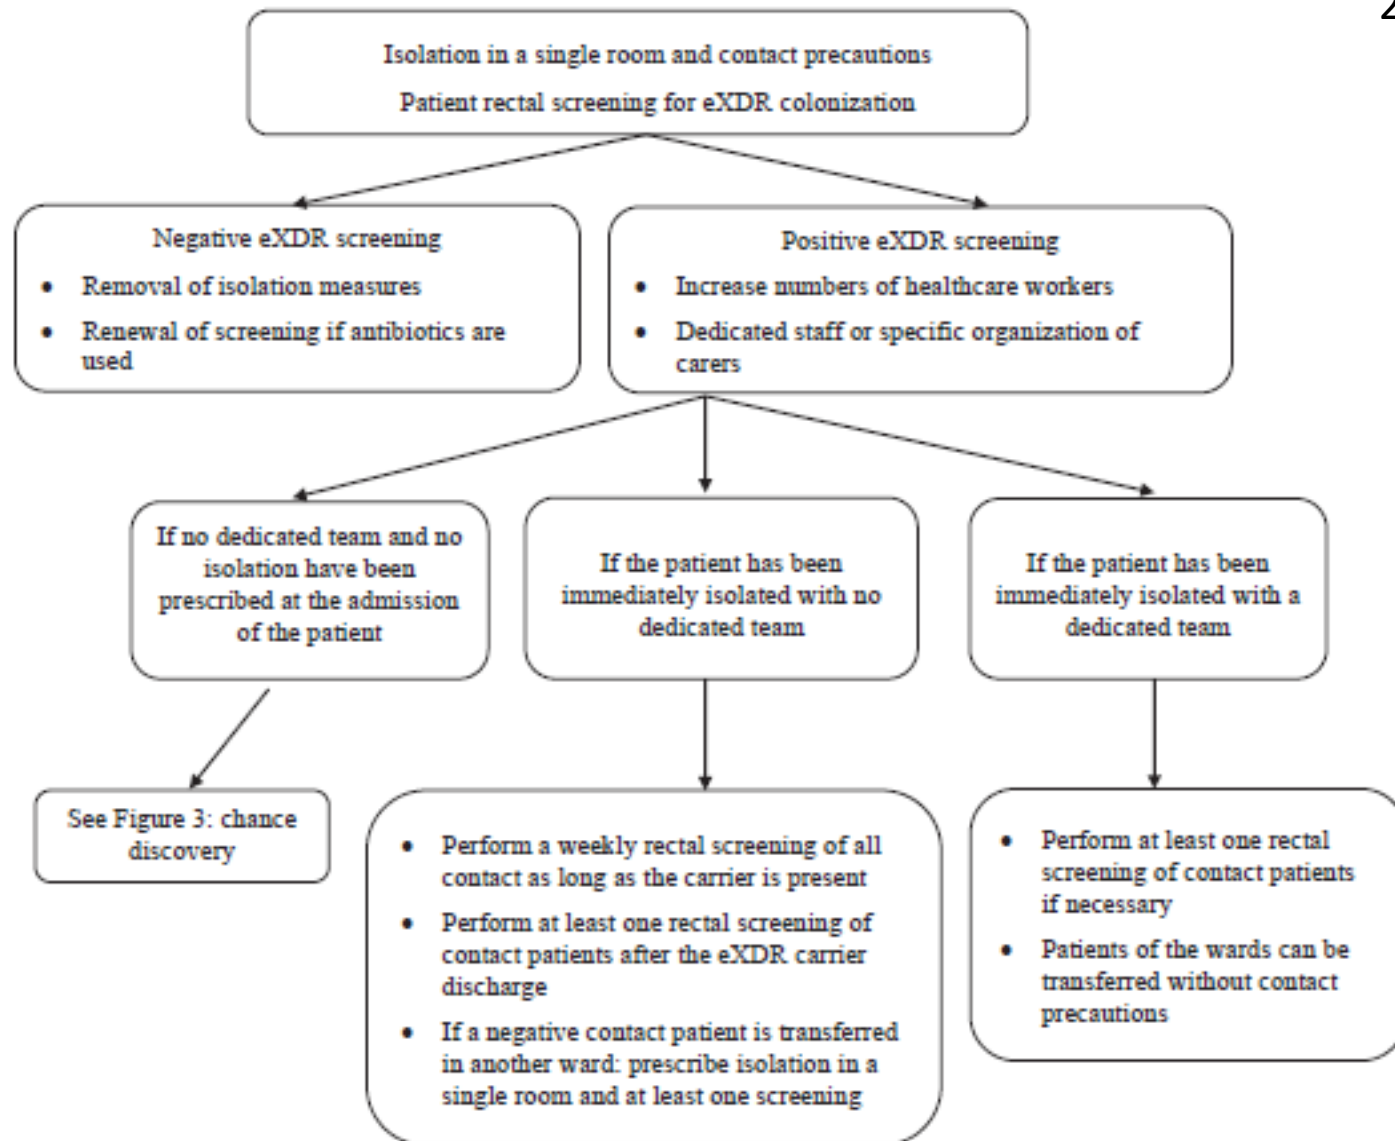 2
Isolation in a single room and contact precautions
Patient rectal screening for eXDR colonization
Negative eXDR screening
• Removal of isolation measures
• Renewal of screening if antibiotics are
used
Positive eXDR screening
• Increase numbers of healthcare workers
• Dedicated staff or specific organization of
carers
If no dedicated team and no
isolation have been
prescribed at the admission
of the patient
If the patient has been
immediately isolated with no
dedicated team
If the patient has been
immediately isolated with a
dedicated team
See Figure 3: chance
discovery
• Perform a weekly rectal screening of all
contact as long as the carrier is present
• Perform at least one rectal screening of
contact patients after the eXDR carrier
discharge
• If a negative contact patient is transferred
in another ward: prescribe isolation in a
single room and at least one screening
• Perform at least one rectal
screening of contact patients
if necessary
• Patients of the wards can be
transferred without contact
precautions